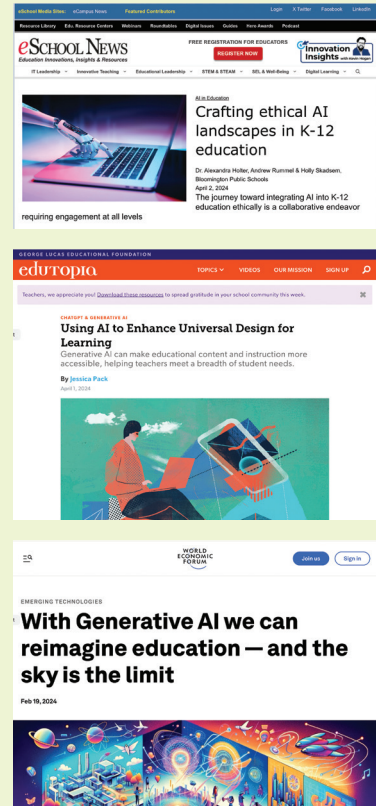 eSchool Media Sites: eCampus News Featured Contributors Login X Twitter Facebook LinkedIn
Resource Library Edu. Resource Centers Webinars Roundtables Digital Issues Guides Hero Awards Podcast
eSCHOOL NEWS
Education Innovations, Insights & Resources
FREE REGISTRATION FOR EDUCATORS
REGISTER NOW
Innovation Insights with Kevin Hogan
IT Leadership Innovative Teaching Educational Leadership STEM & STEAM SEL & Well-Being Digital Learning
AI in Education
Crafting ethical AI
landscapes in K-12
education
Dr. Alexandra Holter, Andrew Rummel & Holly Skadsem,
Bloomington Public Schools
April 2, 2024
The journey toward integrating AI into K-12
education ethically is a collaborative endeavor
requiring engagement at all levels
GEORGE LUCAS EDUCATIONAL FOUNDATION
edutopia
TOPICS VIDEOS OUR MISSION SIGN UP
Teachers, we appreciate you! Download these resources to spread gratitude in your school community this week.
CHATGPT & GENERATIVE AI
Using AI to Enhance Universal Design for
Learning
Generative AI can make educational content and instruction more
accessible, helping teachers meet a breadth of student needs.
By Jessica Pack
April 1, 2024
WORLD
ECONOMIC
FORUM
Join us Sign in
EMERGING TECHNOLOGIES
With Generative AI we can
reimagine education — and the
sky is the limit
Feb 19, 2024